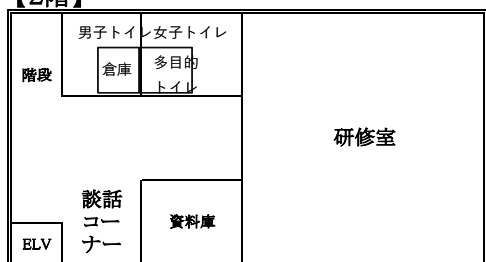 【2階】
男子トイレ 女子トイレ
階段
倉庫
多目的
トイレ
研修室
談話
コー
ナー
資料庫
ELV